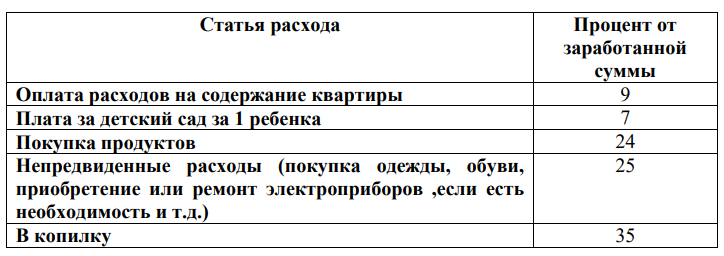 Статья расхода
Процент от
заработанной
суммы
Оплата расходов на содержание квартиры
9
Плата за детский сад за 1 ребенка
7
Покупка продуктов
24
Непредвиденные расходы (покупка одежды, обуви,
приобретение или ремонт электроприборов ,если есть
необходимость и т.д.)
25
В копилку
35